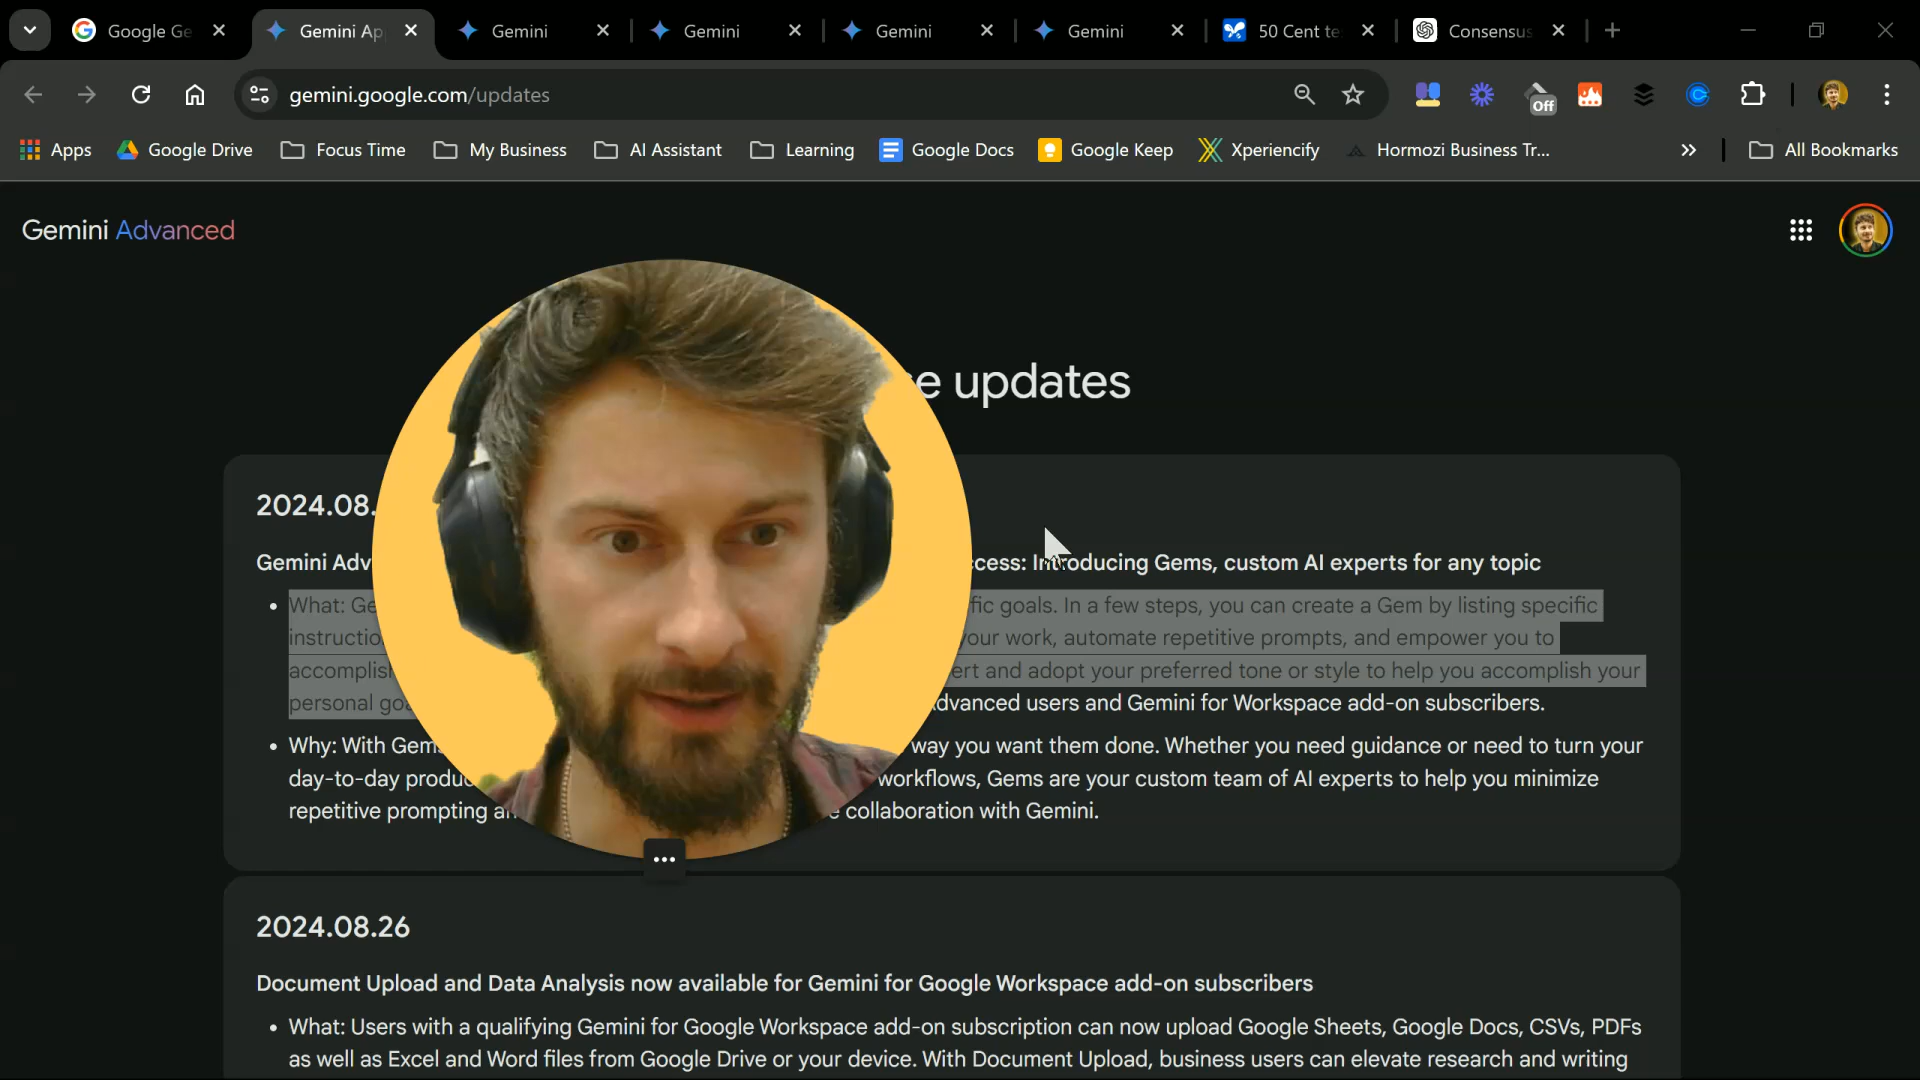 Google Ge
Gemini Ap
Gemini
Gemini
Gemini
Gemini
50 Cent te
Consensus
gemini.google.com/updates
Off
Apps
Google Drive
Focus Time
My Business
AI Assistant
Learning
Google Docs
Google Keep
Xperiencify
Hormozi Business Tr...
All Bookmarks
Gemini Advanced
e updates
2024.08.
Gemini Adv cess: Introducing Gems, custom AI experts for any topic
• What: Ge fic goals. In a few steps, you can create a Gem by listing specific
instructio your work, automate repetitive prompts, and empower you to
accomplish ert and adopt your preferred tone or style to help you accomplish your
personal goa Advanced users and Gemini for Workspace add-on subscribers.
• Why: With Gems way you want them done. Whether you need guidance or need to turn your
day-to-day produc workflows, Gems are your custom team of AI experts to help you minimize
repetitive prompting an e collaboration with Gemini.
2024.08.26
Document Upload and Data Analysis now available for Gemini for Google Workspace add-on subscribers
• What: Users with a qualifying Gemini for Google Workspace add-on subscription can now upload Google Sheets, Google Docs, CSVs, PDFs
as well as Excel and Word files from Google Drive or your device. With Document Upload, business users can elevate research and writing